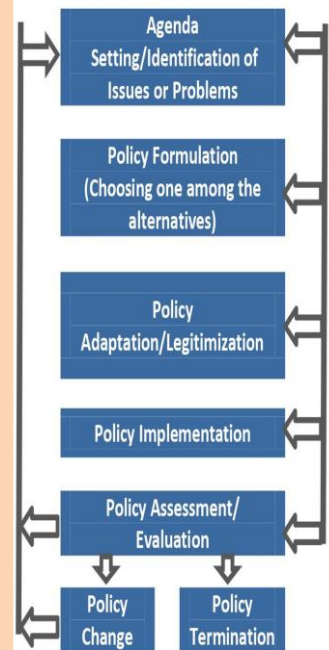 Agenda
Setting/Identification of
Issues or Problems
Policy Formulation
(Choosing one among the
alternatives)
Policy
Adaptation/Legitimization
Policy Implementation
Policy Assessment/
Evaluation
Policy
Change
Policy
Termination